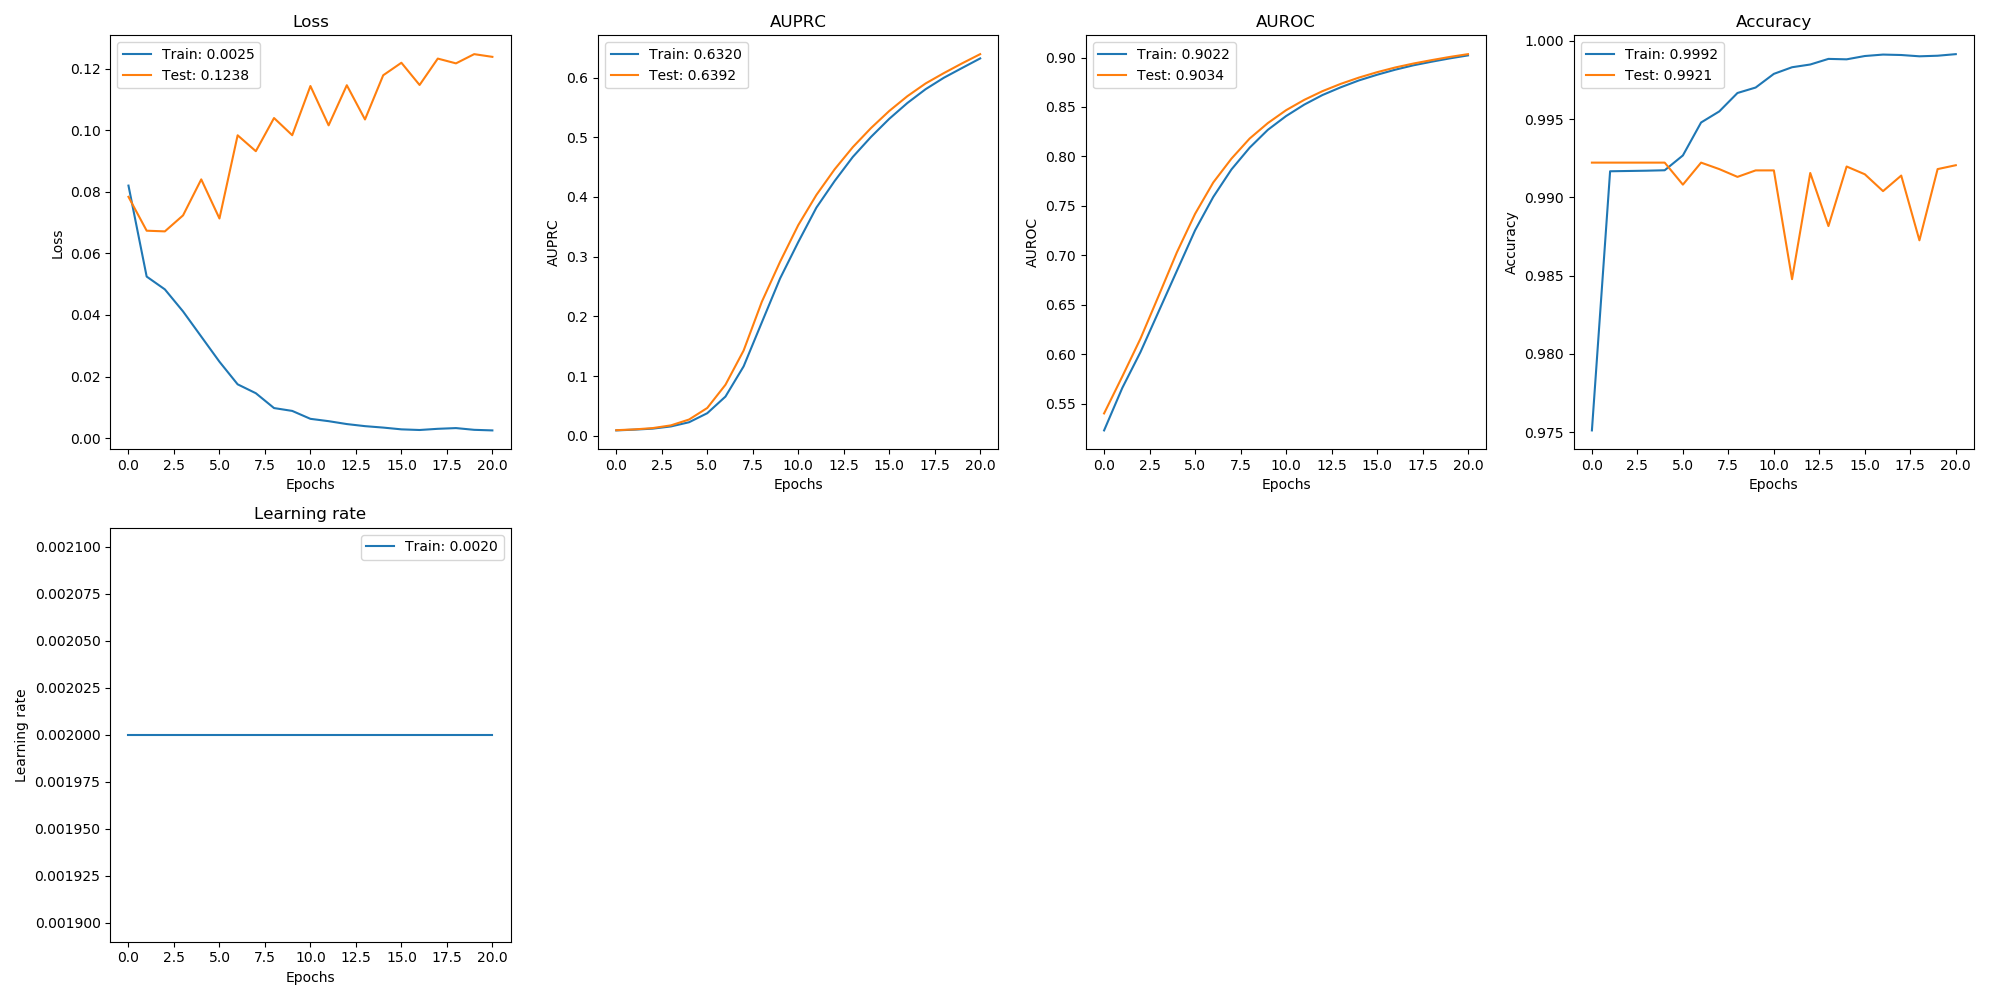 Loss
Train: 0.0025
Test: 0.1238
0.12
0.10
0.08
0.06
0.04
0.02
0.00
Loss
0.0 2.5 5.0 7.5 10.0 12.5 15.0 17.5 20.0
Epochs
AUPRC
Train: 0.6320
Test: 0.6392
0.6
0.5
0.4
0.3
0.2
0.1
0.0
AUPRC
0.0 2.5 5.0 7.5 10.0 12.5 15.0 17.5 20.0
Epochs
AUROC
Train: 0.9022
Test: 0.9034
0.90
0.85
0.80
0.75
0.70
0.65
0.60
0.55
AUROC
0.0 2.5 5.0 7.5 10.0 12.5 15.0 17.5 20.0
Epochs
Accuracy
Train: 0.9992
Test: 0.9921
1.000
0.995
0.990
0.985
0.980
0.975
Accuracy
0.0 2.5 5.0 7.5 10.0 12.5 15.0 17.5 20.0
Epochs
Learning rate
Train: 0.0020
0.002100
0.002075
0.002050
0.002025
0.002000
0.001975
0.001950
0.001925
0.001900
Learning rate
0.0 2.5 5.0 7.5 10.0 12.5 15.0 17.5 20.0
Epochs